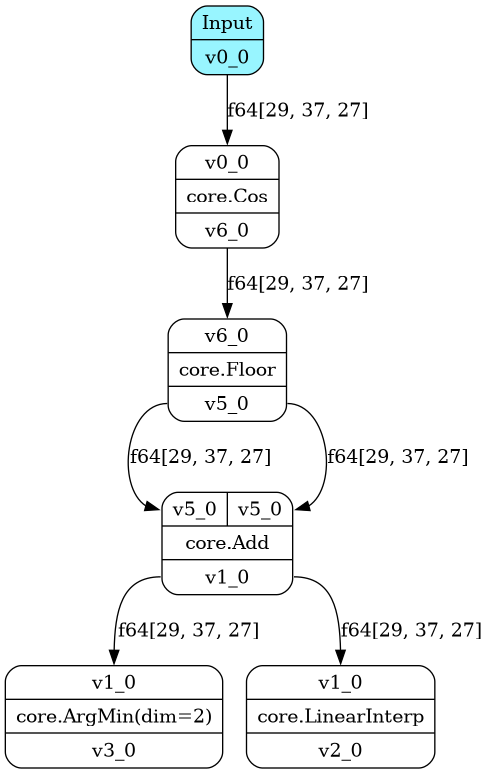 Input
v0_0
f64[29, 37, 27]
v0_0
core.Cos
v6_0
f64[29, 37, 27]
v6_0
core.Floor
v5_0
f64[29, 37, 27]
f64[29, 37, 27]
v5_0 v5_0
core.Add
v1_0
f64[29, 37, 27]
f64[29, 37, 27]
v1_0
core.ArgMin(dim=2)
v3_0
v1_0
core.LinearInterp
v2_0